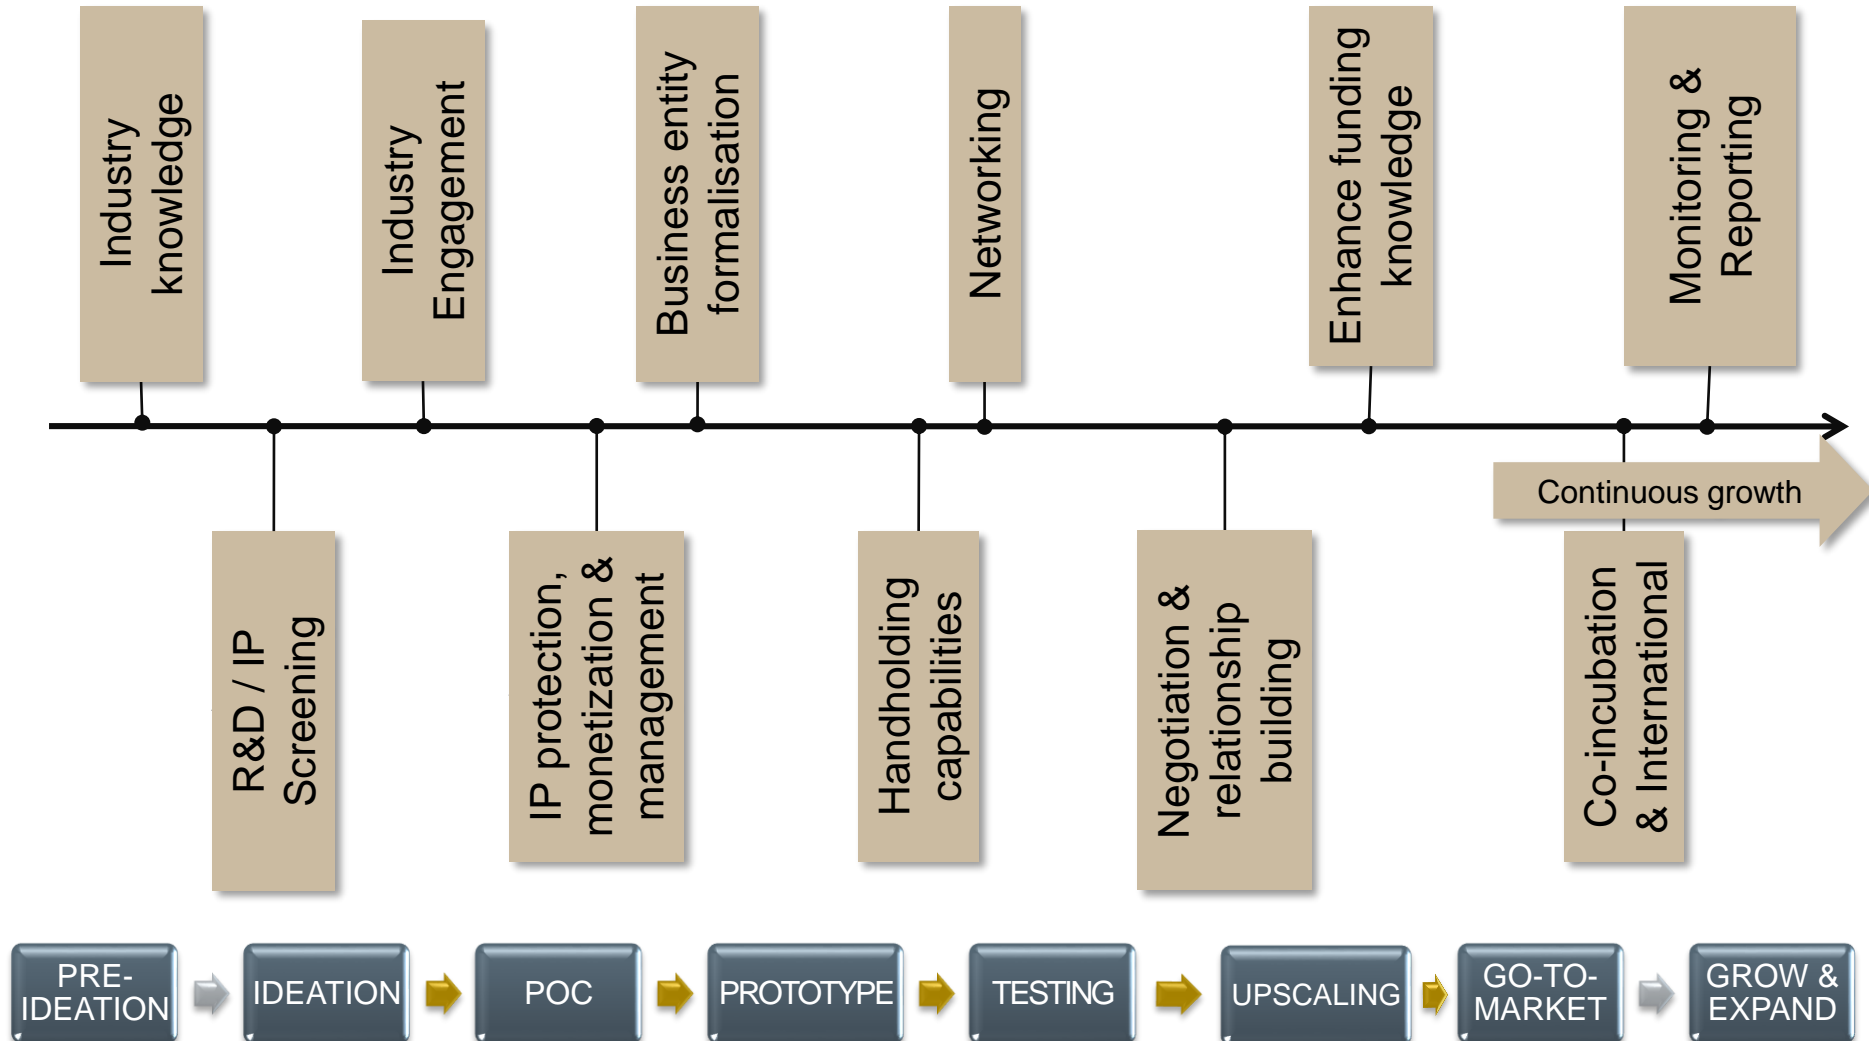 Industry
knowledge
Industry
Engagement
Business entity
formalisation
Networking
Enhance funding
knowledge
Monitoring &
Reporting
Continuous growth
R&D / IP
Screening
IP protection,
monetization &
management
Handholding
capabilities
Negotiation &
relationship
building
Co-incubation
& International
PRE-
IDEATION
IDEATION
POC
PROTOTYPE
TESTING
UPSCALING
GO-TO-
MARKET
GROW &
EXPAND